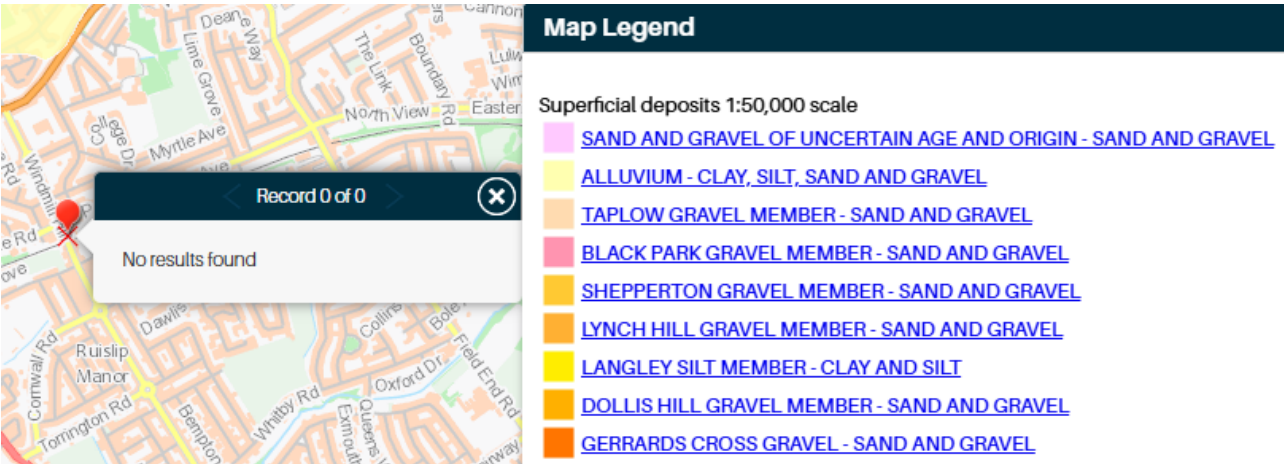 Cannon
Deane Way
Lime Grove
The Link
Boundary Rd
North View
Easter
College Dr
Myrtle Ave
Windmill
Record 0 of 0
No results found
e Rd
ove
Dawlis
Collins
Ruislip
Manor
Cornwall Rd
Torrington Rd
Bempton
Whitby Rd
Oxford Dr.
Field End Rd
Exmouth
Queens
Map Legend
Superficial deposits 1:50,000 scale
SAND AND GRAVEL OF UNCERTAIN AGE AND ORIGIN - SAND AND GRAVEL
ALLUVIUM - CLAY, SILT, SAND AND GRAVEL
TAPLOW GRAVEL MEMBER - SAND AND GRAVEL
BLACK PARK GRAVEL MEMBER - SAND AND GRAVEL
SHEPPERTON GRAVEL MEMBER - SAND AND GRAVEL
LYNCH HILL GRAVEL MEMBER - SAND AND GRAVEL
LANGLEY SILT MEMBER - CLAY AND SILT
DOLLIS HILL GRAVEL MEMBER - SAND AND GRAVEL
GERRARDS CROSS GRAVEL - SAND AND GRAVEL